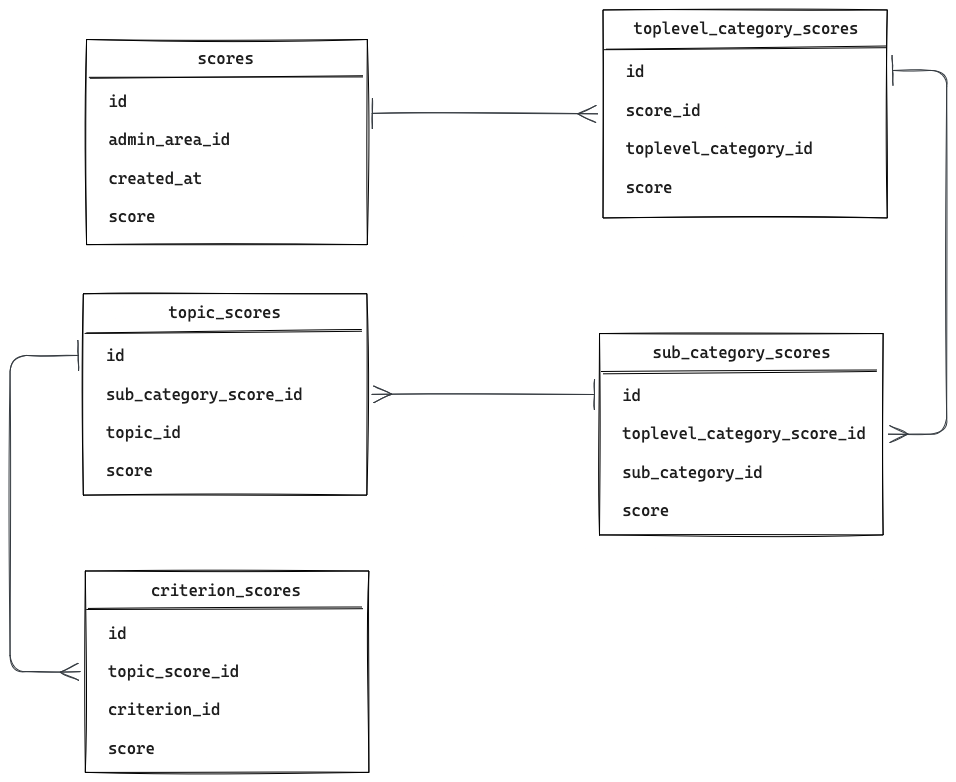 scores
id
admin_area_id
created_at
score
toplevel_category_scores
id
score_id
toplevel_category_id
score
topic_scores
id
sub_category_score_id
topic_id
score
sub_category_scores
id
toplevel_category_score_id
sub_category_id
score
criterion_scores
id
topic_score_id
criterion_id
score